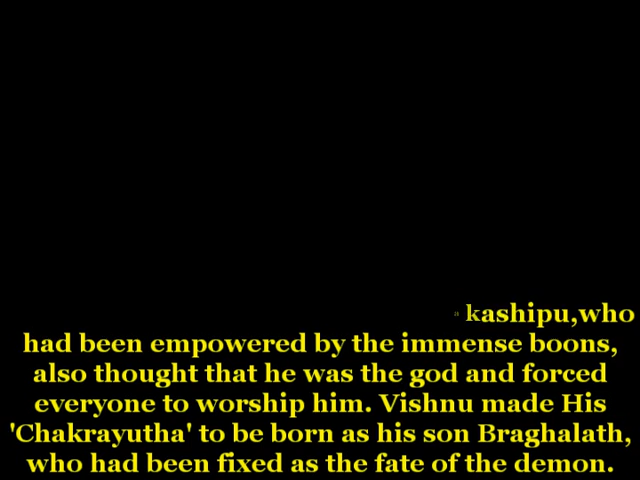 kashipu,who
had been empowered by the immense boons,
also thought that he was the god and forced
everyone to worship him. Vishnu made His
'Chakrayutha' to be born as his son Braghalath,
who had been fixed as the fate of the demon.